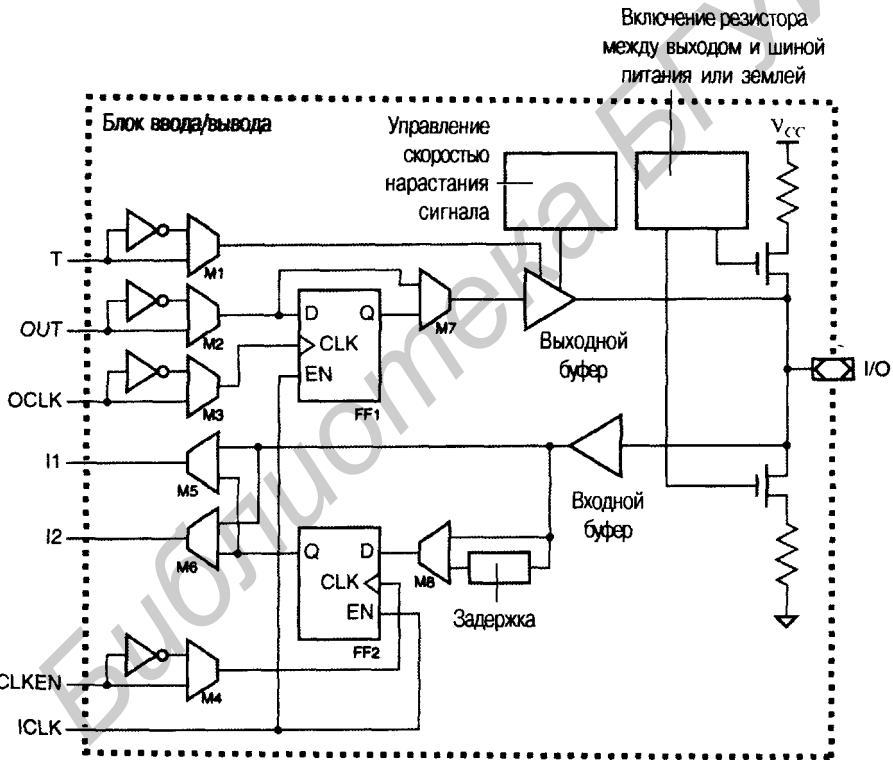 Включение резистора
между выходом и шиной
питания или землей
Блок ввода/вывода
Управление
скоростью
нарастания
сигнала
VCC
T
M1
OUT
M2
D
Q
M7
CLK
EN
FF1
Выходной
буфер
OCLK
M3
I/O
I1
M5
Входной
буфер
I2
M6
Q
D
M8
CLK
EN
FF2
Задержка
CLKEN
M4
ICLK
Библиотека БГУИ